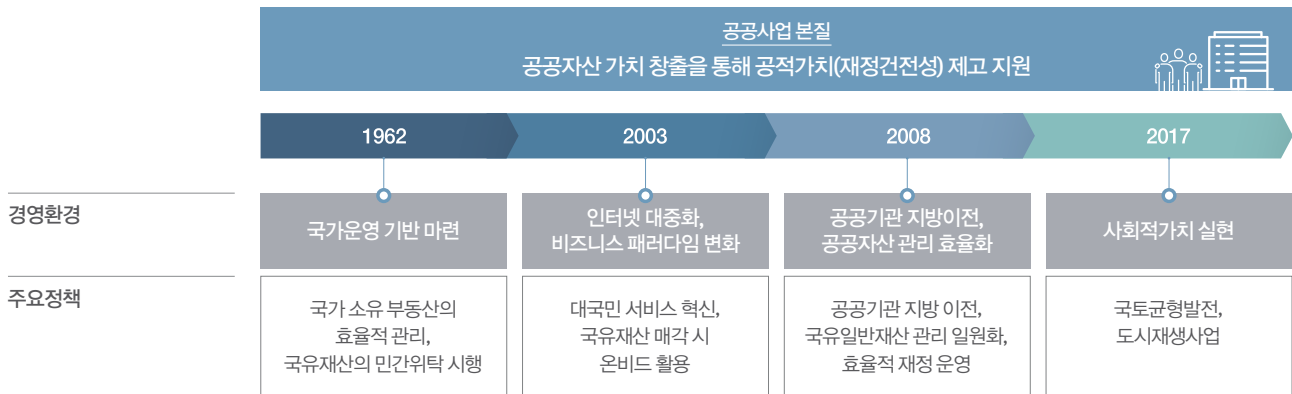 공공사업 본질
공공자산 가치 창출을 통해 공적가치(재정건전성) 제고 지원
1962
2003
2008
2017
경영환경
국가운영 기반 마련
인터넷 대중화,
비즈니스 패러다임 변화
공공기관 지방이전,
공공자산 관리 효율화
사회적가치 실현
주요정책
국가 소유 부동산의
효율적 관리,
국유재산의 민간위탁 시행
대국민 서비스 혁신,
국유재산 매각 시
온비드 활용
공공기관 지방 이전,
국유일반재산 관리 일원화,
효율적 재정 운영
국토균형발전,
도시재생사업